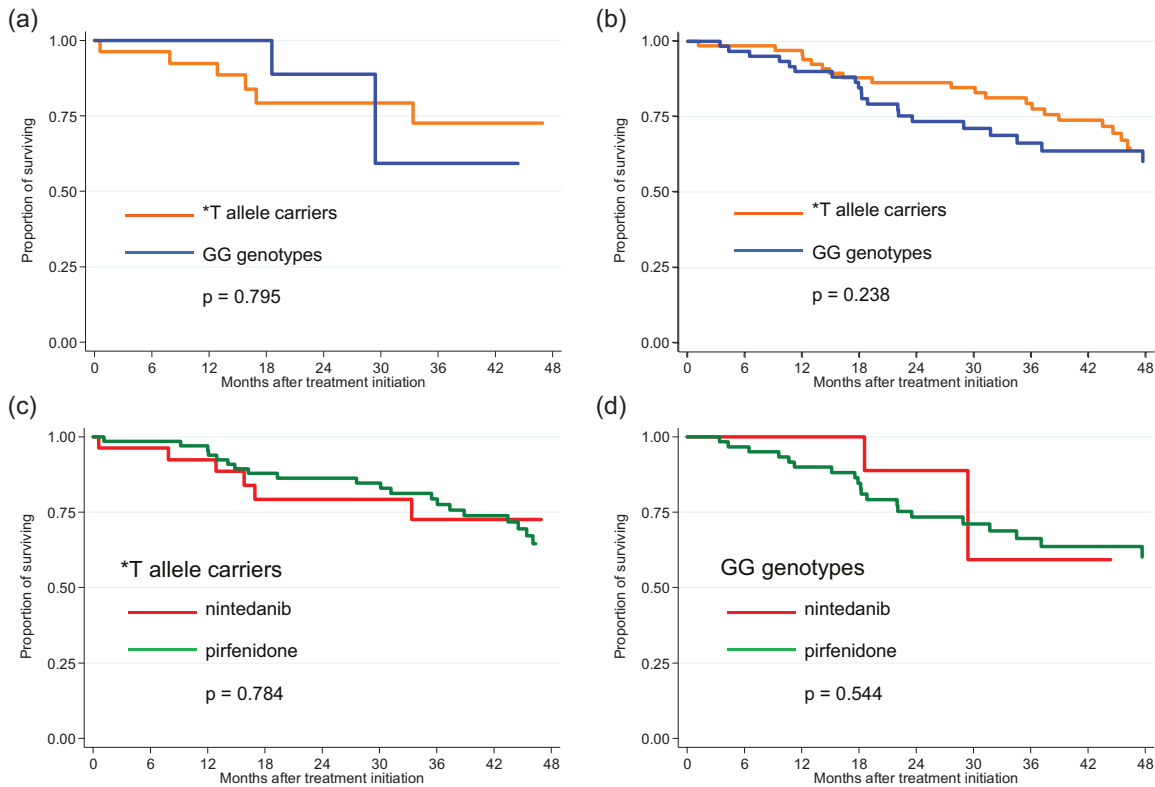 (a)
1.00
0.75
0.50
0.25
0.00
Proportion of surviving
*T allele carriers
GG genotypes
p = 0.795
0 6 12 18 24 30 36 42 48
Months after treatment initiation
(b)
1.00
0.75
0.50
0.25
0.00
Proportion of surviving
*T allele carriers
GG genotypes
p = 0.238
0 6 12 18 24 30 36 42 48
Months after treatment initiation
(c)
1.00
0.75
0.50
0.25
0.00
Proportion of surviving
*T allele carriers
nintedanib
pirfenidone
p = 0.784
0 6 12 18 24 30 36 42 48
Months after treatment initiation
(d)
1.00
0.75
0.50
0.25
0.00
Proportion of surviving
GG genotypes
nintedanib
pirfenidone
p = 0.544
0 6 12 18 24 30 36 42 48
Months after treatment initiation